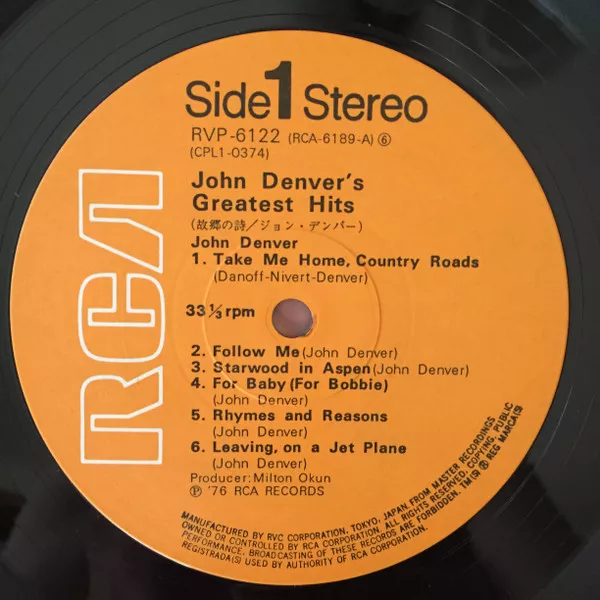 Side 1 Stereo
RVP-6122 (RCA-6189-A) ⑥
(CPL1-0374)
John Denver's
Greatest Hits
(故郷の詩/ジョン・デンバー)
John Denver
1. Take Me Home, Country Roads
(Danoff-Nivert-Denver)
33 1/3 rpm
2. Follow Me (John Denver)
3. Starwood in Aspen (John Denver)
4. For Baby (For Bobbie)
(John Denver)
5. Rhymes and Reasons
(John Denver)
6. Leaving, on a Jet Plane
(John Denver)
Producer: Milton Okun
℗ '76 RCA RECORDS
RCA
MANUFACTURED BY RVC CORPORATION, TOKYO, JAPAN FROM MASTER RECORDINGS
OWNED OR CONTROLLED BY RCA CORPORATION. ALL RIGHTS RESERVED. COPYING, PUBLIC
PERFORMANCE, BROADCASTING OF THESE RECORDS ARE FORBIDDEN. TM(S) ® REG MARCA(S)
REGISTRADA(S) USED BY AUTHORITY OF RCA CORPORATION.